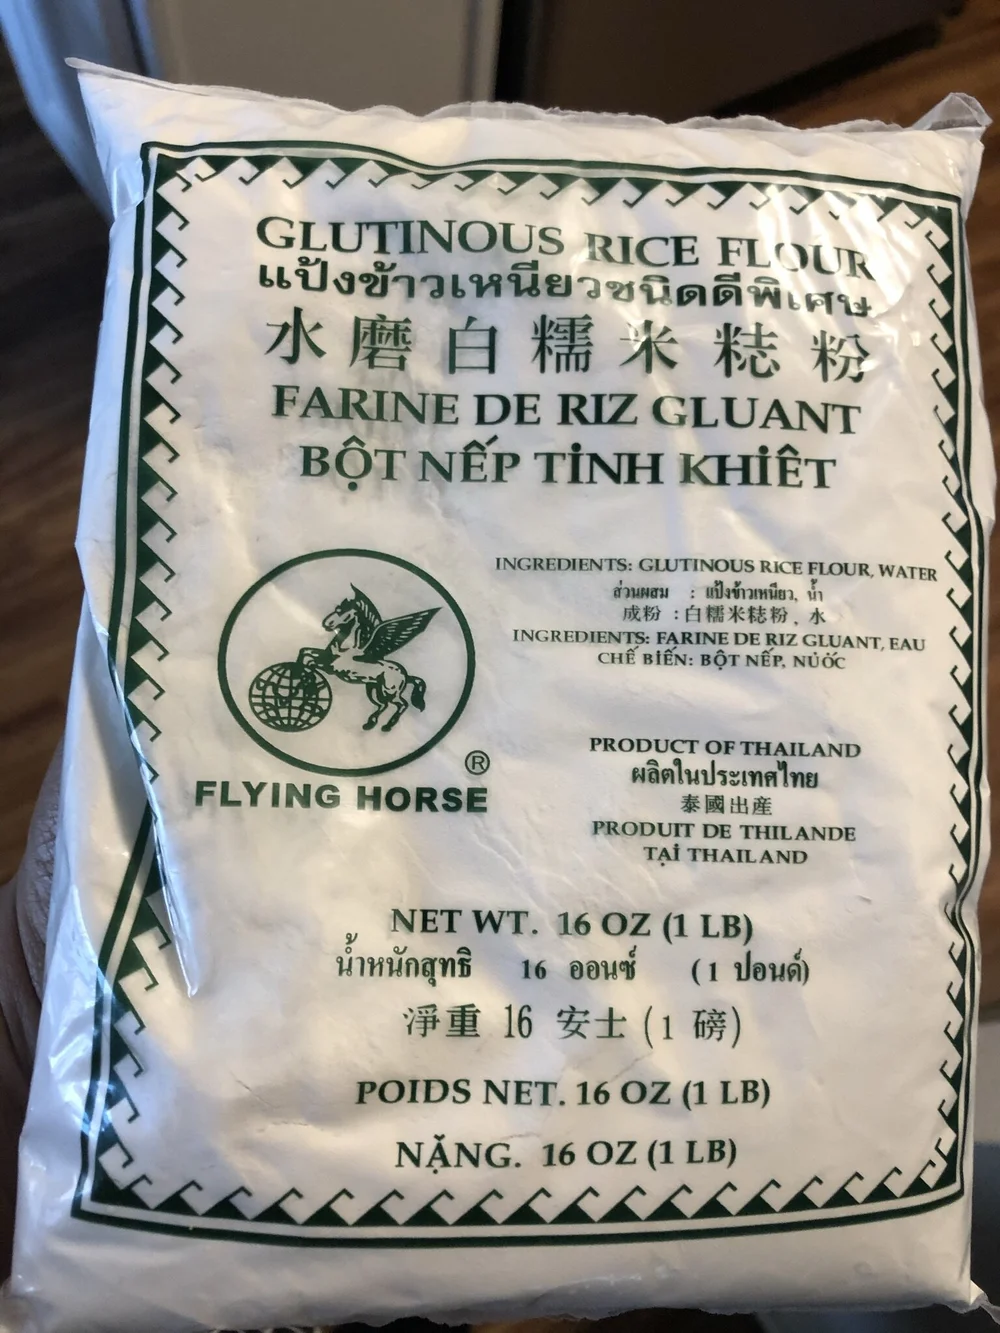 GLUTINOUS RICE FLOUR
แป้งข้าวเหนียวชนิดดีพิเศษ
水磨白糯米粃粉
FARINE DE RIZ GLUANT
BỘT NẾP TiNH KHiÊT
INGREDIENTS: GLUTINOUS RICE FLOUR, WATER
ส่วนผสม : แป้งข้าวเหนียว, น้ำ
成粉 : 白糯米粃粉 , 水
INGREDIENTS: FARINE DE RIZ GLUANT, EAU
CHẾ BiẾN: BỘT NẾP, NƯỚC
FLYING HORSE ®
PRODUCT OF THAILAND
ผลิตในประเทศไทย
泰國出産
PRODUIT DE THILANDE
TẠi THAILAND
NET WT. 16 OZ (1 LB)
น้ำหนักสุทธิ 16 ออนซ์ (1 ปอนด์)
淨重 16 安士 (1 磅)
POIDS NET. 16 OZ (1 LB)
NẶNG. 16 OZ (1 LB)